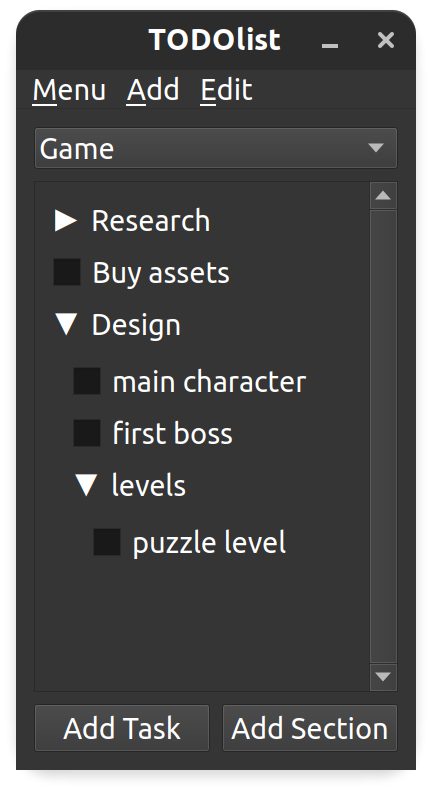 TODOlist
Menu Add Edit
Game
Research
Buy assets
Design
main character
first boss
levels
puzzle level
Add Task Add Section